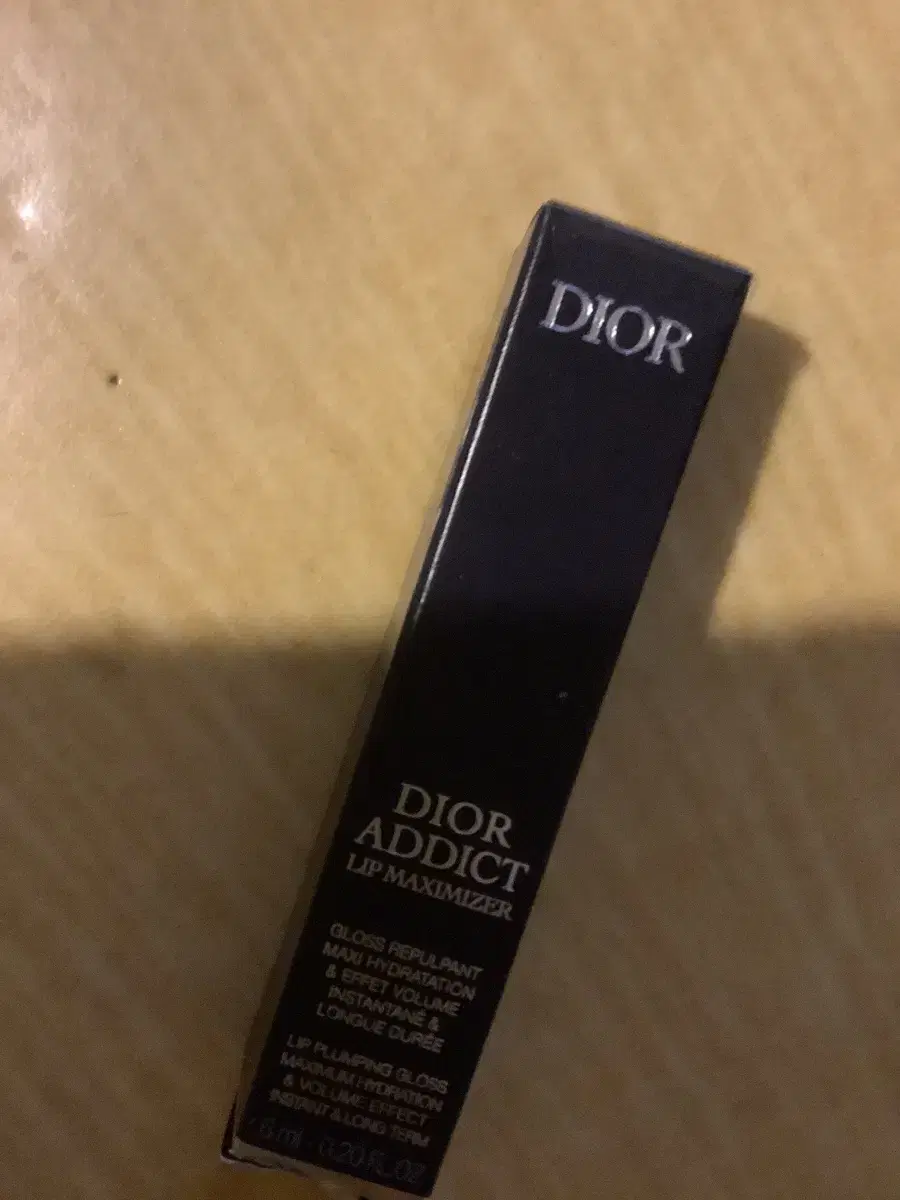 DIOR
DIOR
ADDICT
LIP MAXIMIZER
GLOSS REPULPANT
MAXI HYDRATATION
& EFFET VOLUME
INSTANTANÉ &
LONGUE DURÉE
LIP PLUMPING GLOSS
MAXIMUM HYDRATION
& VOLUME EFFECT
INSTANT & LONG TERM
6 ml - 0.20 FL.OZ